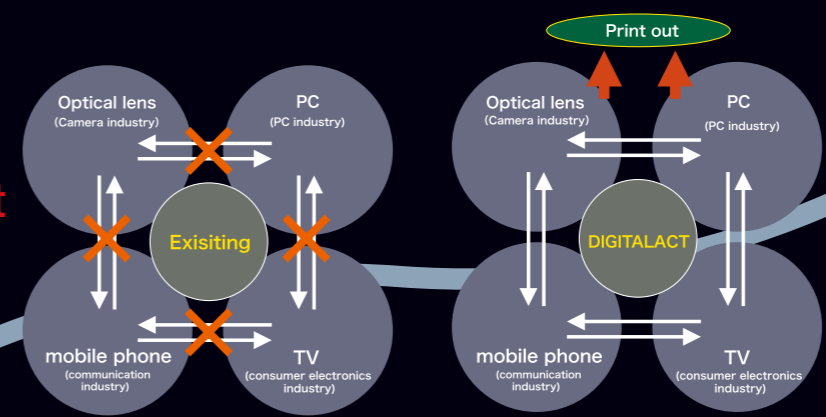 Print out
Optical lens
(Camera industry)
PC
(PC industry)
Exisiting
mobile phone
(communication
industry)
TV
(consumer electronics
industry)
Optical lens
(Camera industry)
PC
(PC industry)
DIGITALACT
mobile phone
(communication
industry)
TV
(consumer electronics
industry)